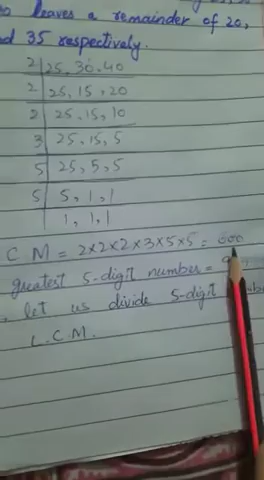 leaves a remainder of 20,
35 respectively.
2 | 25, 30, 40
2 | 25, 15, 20
2 | 25, 15, 10
3 | 25, 15, 5
5 | 25, 5, 5
5 | 5, 1, 1
1, 1, 1
C M = 2×2×2×3×5×5 = 600
greatest 5-digit number =
let us divide 5-digit
L.C.M.